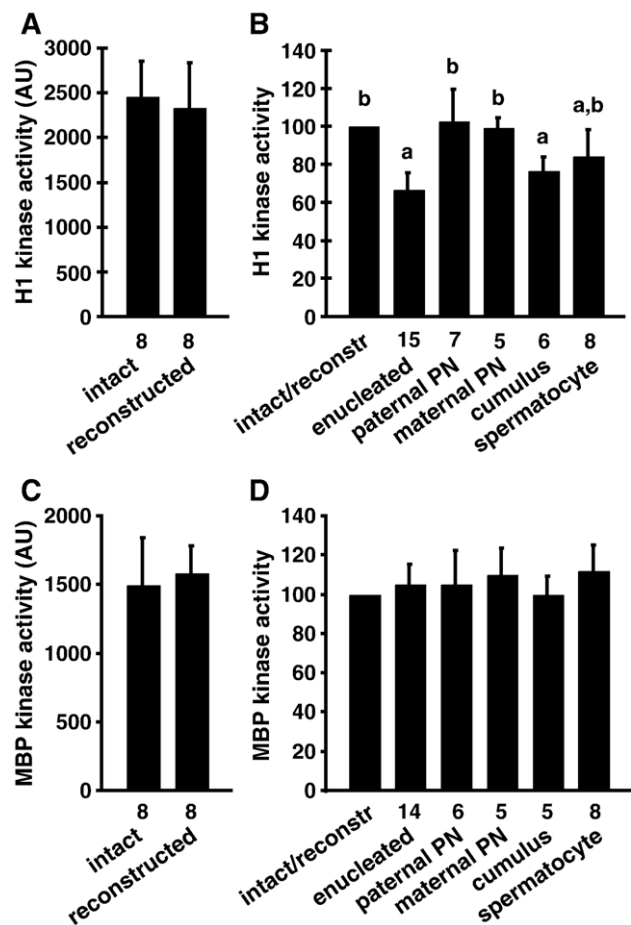 A
H1 kinase activity (AU)
3000
2500
2000
1500
1000
500
0
8 8
intact
reconstructed
B
H1 kinase activity
140
120
100
80
60
40
20
0
b a b b a a,b
15 7 5 6 8
intact/reconstr
enucleated
paternal PN
maternal PN
cumulus
spermatocyte
C
MBP kinase activity (AU)
2000
1500
1000
500
0
8 8
intact
reconstructed
D
MBP kinase activity
140
120
100
80
60
40
20
0
14 6 5 5 8
intact/reconstr
enucleated
paternal PN
maternal PN
cumulus
spermatocyte